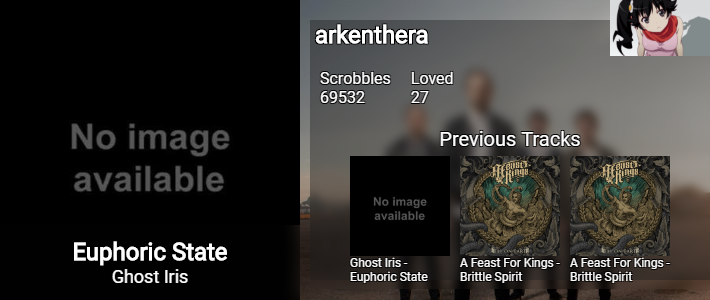 No image
available
Euphoric State
Ghost Iris
arkenthera
Scrobbles
69532
Loved
27
Previous Tracks
No image
available
Ghost Iris -
Euphoric State
A Feast For Kings -
Brittle Spirit
A Feast For Kings -
Brittle Spirit